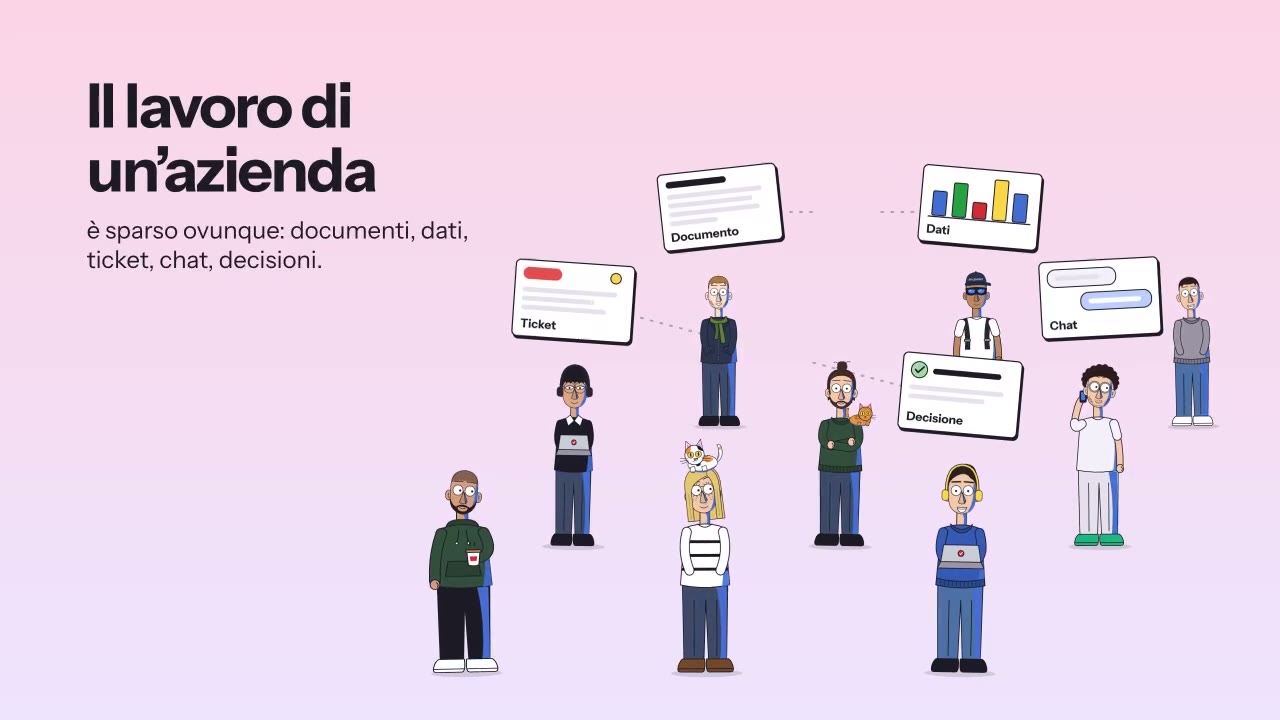 Il lavoro di
un’azienda
è sparso ovunque: documenti, dati,
ticket, chat, decisioni.
Documento
Dati
Ticket
Chat
Decisione